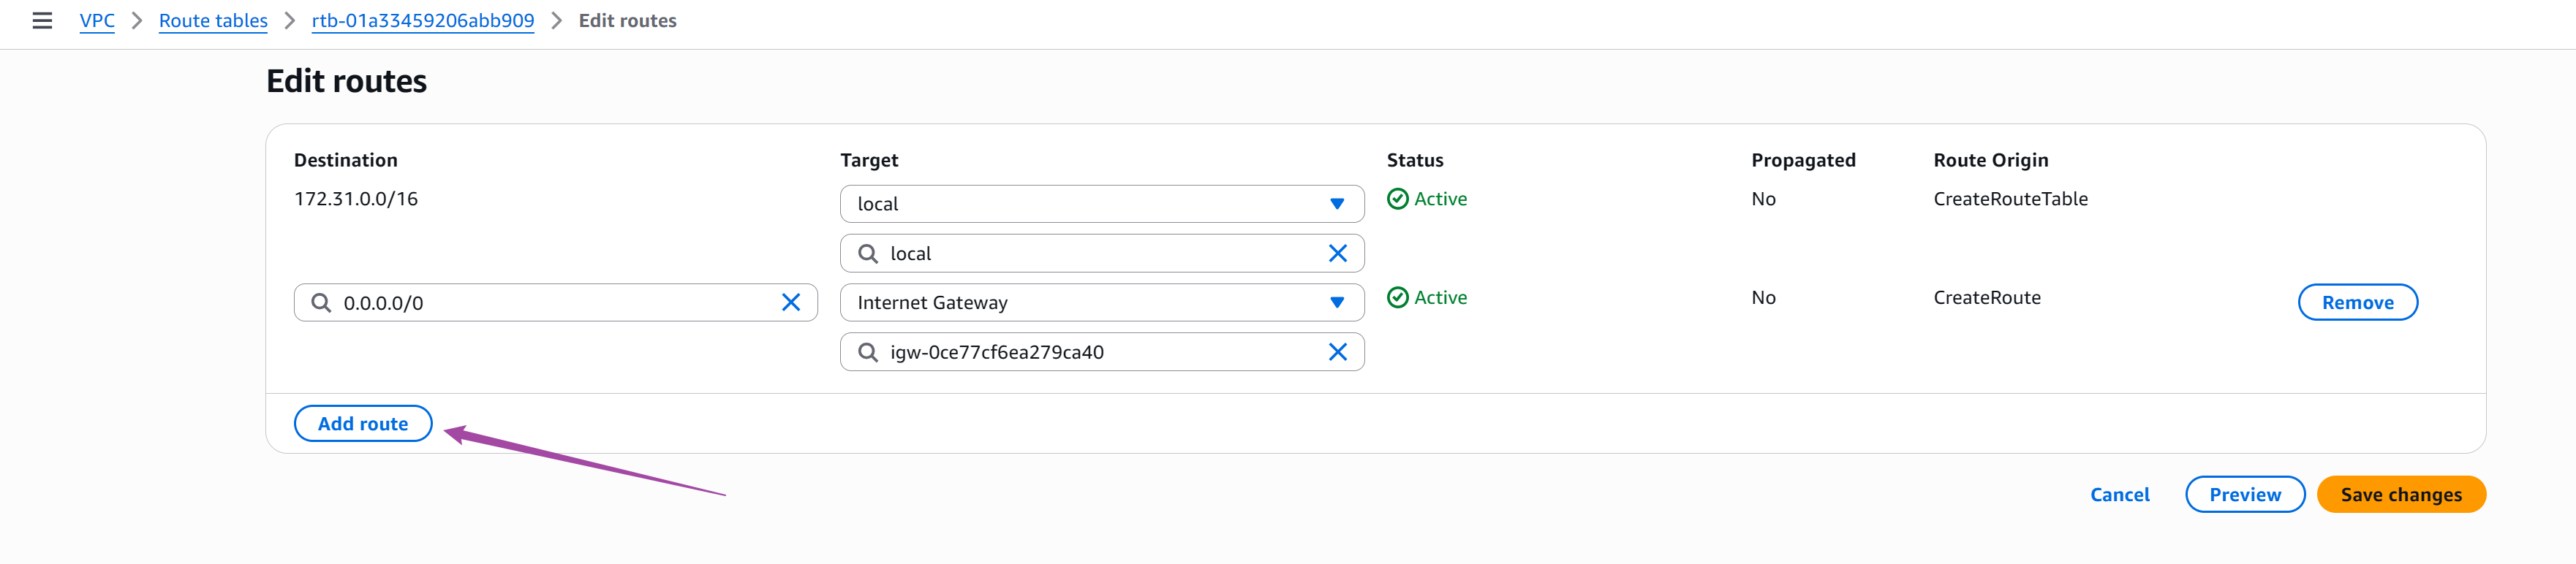 VPC > Route tables > rtb-01a33459206abb909 > Edit routes
Edit routes
Destination Target Status Propagated Route Origin
172.31.0.0/16 local Active No CreateRouteTable
local
0.0.0.0/0 Internet Gateway Active No CreateRoute Remove
igw-0ce77cf6ea279ca40
Add route
Cancel Preview Save changes